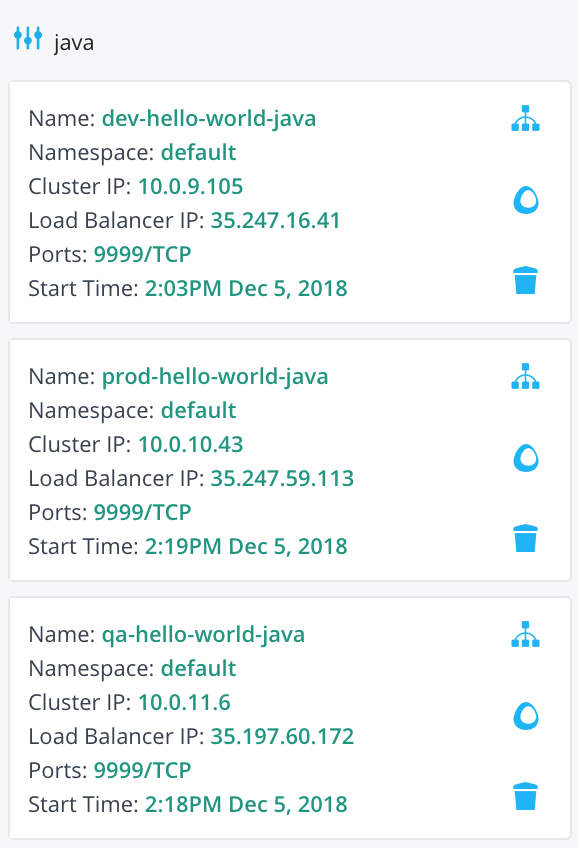 java
Name: dev-hello-world-java
Namespace: default
Cluster IP: 10.0.9.105
Load Balancer IP: 35.247.16.41
Ports: 9999/TCP
Start Time: 2:03PM Dec 5, 2018
Name: prod-hello-world-java
Namespace: default
Cluster IP: 10.0.10.43
Load Balancer IP: 35.247.59.113
Ports: 9999/TCP
Start Time: 2:19PM Dec 5, 2018
Name: qa-hello-world-java
Namespace: default
Cluster IP: 10.0.11.6
Load Balancer IP: 35.197.60.172
Ports: 9999/TCP
Start Time: 2:18PM Dec 5, 2018